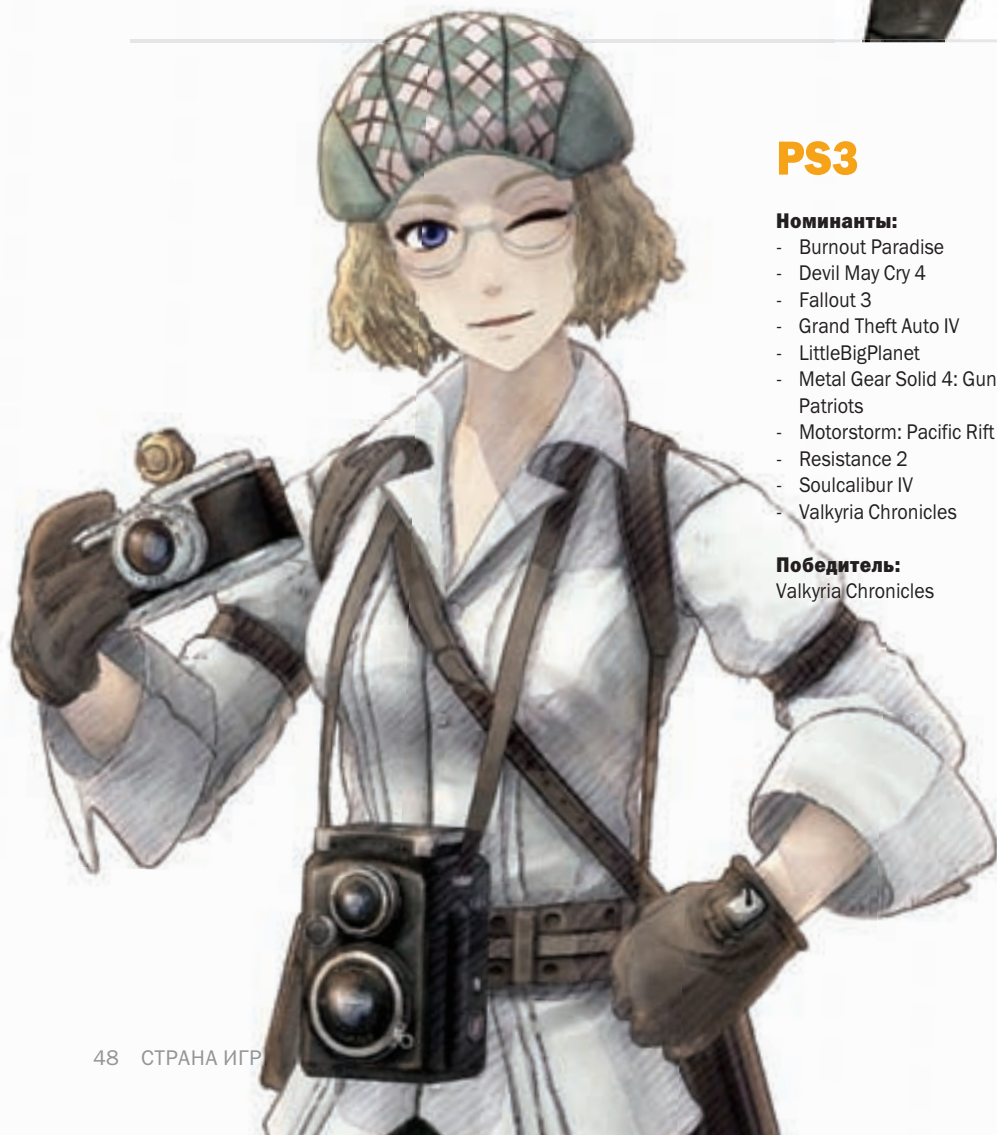 PS3
Номинанты:
- Burnout Paradise
- Devil May Cry 4
- Fallout 3
- Grand Theft Auto IV
- LittleBigPlanet
- Metal Gear Solid 4: Gun
Patriots
- Motorstorm: Pacific Rift
- Resistance 2
- Soulcalibur IV
- Valkyria Chronicles
Победитель:
Valkyria Chronicles
48 СТРАНА ИГР